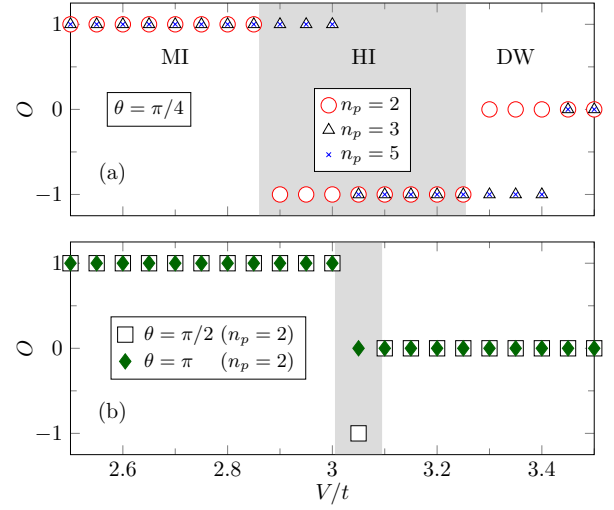 1
MI
HI
DW
O
0
θ = π/4
n_p = 2
n_p = 3
n_p = 5
(a)
−1
1
θ = π/2 (n_p = 2)
O
0
θ = π (n_p = 2)
(b)
−1
2.6
2.8
3
3.2
3.4
V/t